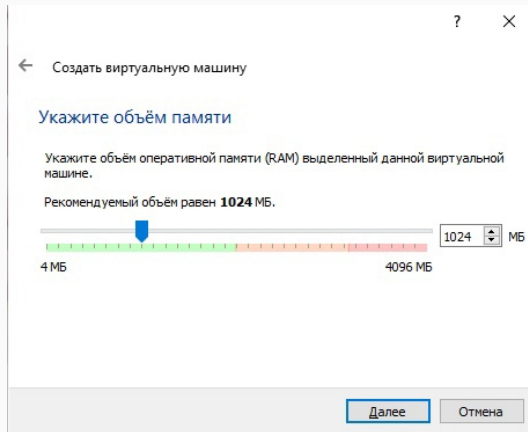 ?
Создать виртуальную машину
Укажите объём памяти
Укажите объём оперативной памяти (RAM) выделенный данной виртуальной
машине.
Рекомендуемый объём равен 1024 МБ.
1024 МБ
4 МБ 4096 МБ
Далее Отмена